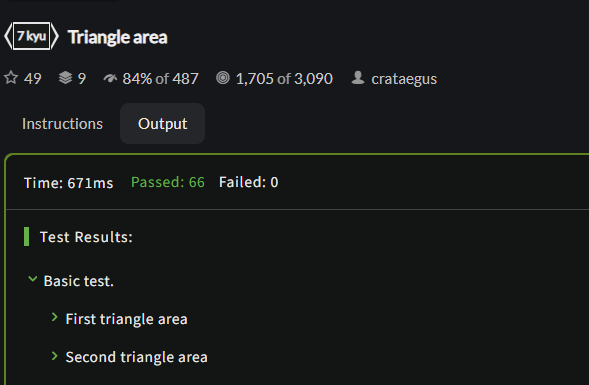 7 kyu Triangle area
49 9 84% of 487 1,705 of 3,090 crataegus
Instructions Output
Time: 671ms Passed: 66 Failed: 0
Test Results:
Basic test.
First triangle area
Second triangle area